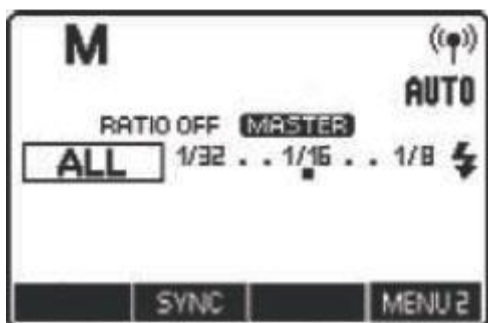 M
AUTO
RATIO OFF MASTER
ALL 1/32 . . 1/16 . . 1/8
SYNC MENU 2